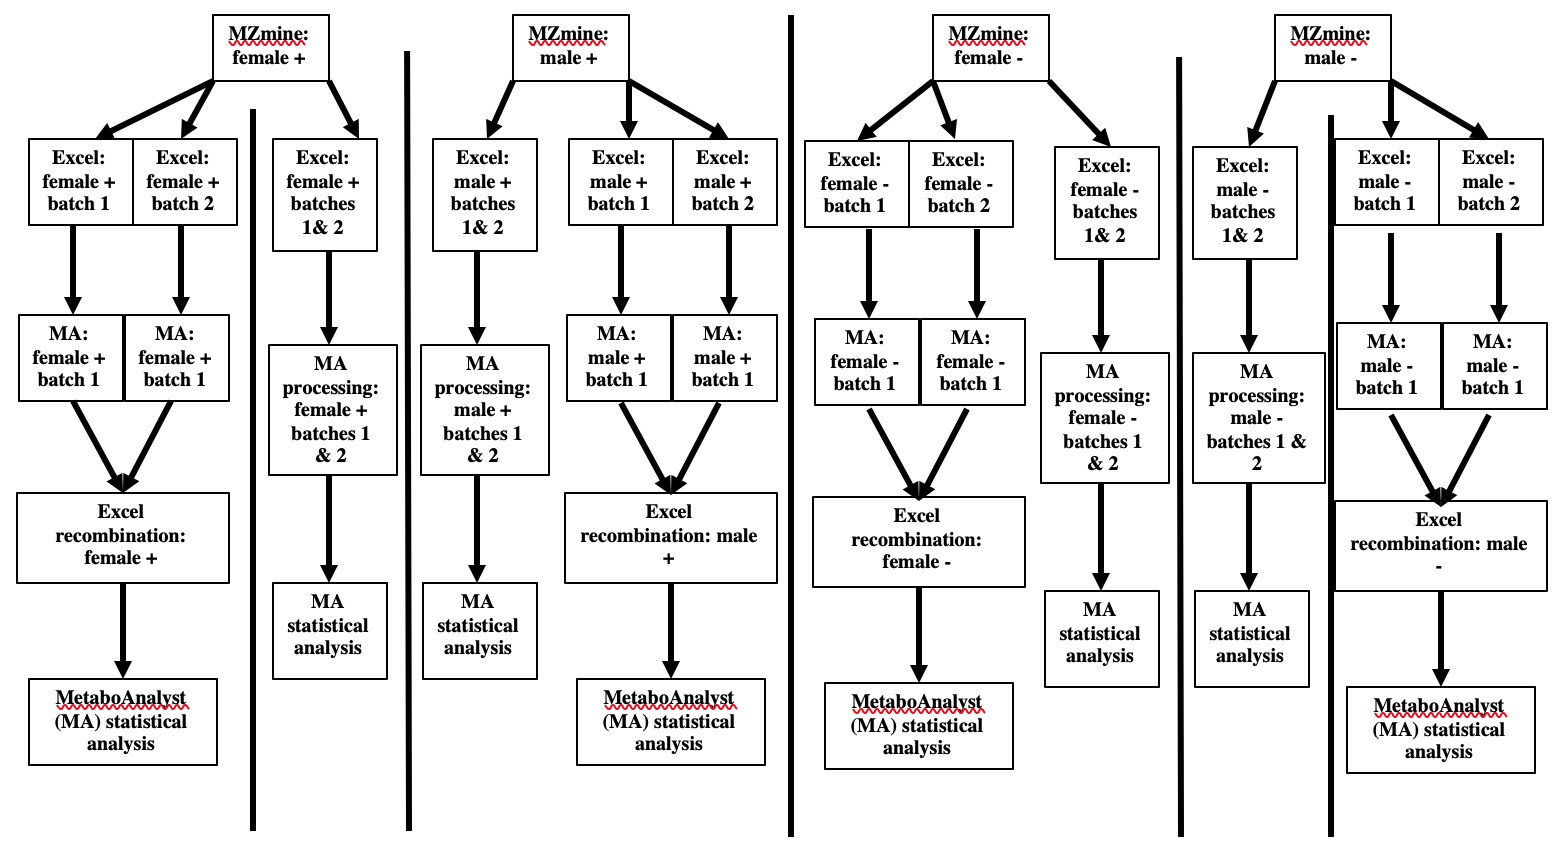 MZmine:
female +
MZmine:
male +
MZmine:
female -
MZmine:
male -
Excel:
female +
batch 1
Excel:
female +
batch 2
Excel:
female +
batches
1& 2
Excel:
male +
batches
1& 2
Excel:
male +
batch 1
Excel:
male +
batch 2
Excel:
female -
batch 1
Excel:
female -
batch 2
Excel:
female -
batches
1& 2
Excel:
male -
batches
1& 2
Excel:
male -
batch 1
Excel:
male -
batch 2
MA:
female +
batch 1
MA:
female +
batch 1
MA
processing:
female +
batches 1
& 2
MA
processing:
male +
batches 1
& 2
MA:
male +
batch 1
MA:
male +
batch 1
MA:
female -
batch 1
MA:
female -
batch 1
MA
processing:
female -
batches 1
& 2
MA
processing:
male -
batches 1 &
2
MA:
male -
batch 1
MA:
male -
batch 1
Excel
recombination:
female +
Excel
recombination: male
+
Excel
recombination:
female -
Excel
recombination: male
-
MA
statistical
analysis
MA
statistical
analysis
MA
statistical
analysis
MA
statistical
analysis
MetaboAnalyst
(MA) statistical
analysis
MetaboAnalyst
(MA) statistical
analysis
MetaboAnalyst
(MA) statistical
analysis
MetaboAnalyst
(MA) statistical
analysis